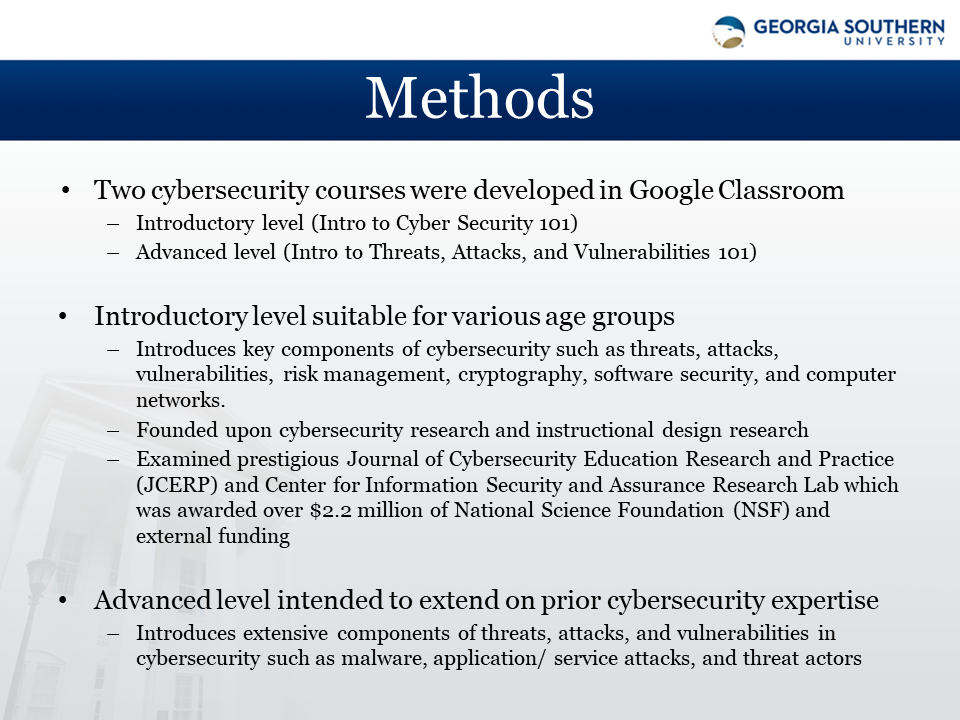 GEORGIA SOUTHERN
UNIVERSITY
Methods
• Two cybersecurity courses were developed in Google Classroom
– Introductory level (Intro to Cyber Security 101)
– Advanced level (Intro to Threats, Attacks, and Vulnerabilities 101)
• Introductory level suitable for various age groups
– Introduces key components of cybersecurity such as threats, attacks,
vulnerabilities, risk management, cryptography, software security, and computer
networks.
– Founded upon cybersecurity research and instructional design research
– Examined prestigious Journal of Cybersecurity Education Research and Practice
(JCERP) and Center for Information Security and Assurance Research Lab which
was awarded over $2.2 million of National Science Foundation (NSF) and
external funding
• Advanced level intended to extend on prior cybersecurity expertise
– Introduces extensive components of threats, attacks, and vulnerabilities in
cybersecurity such as malware, application/ service attacks, and threat actors